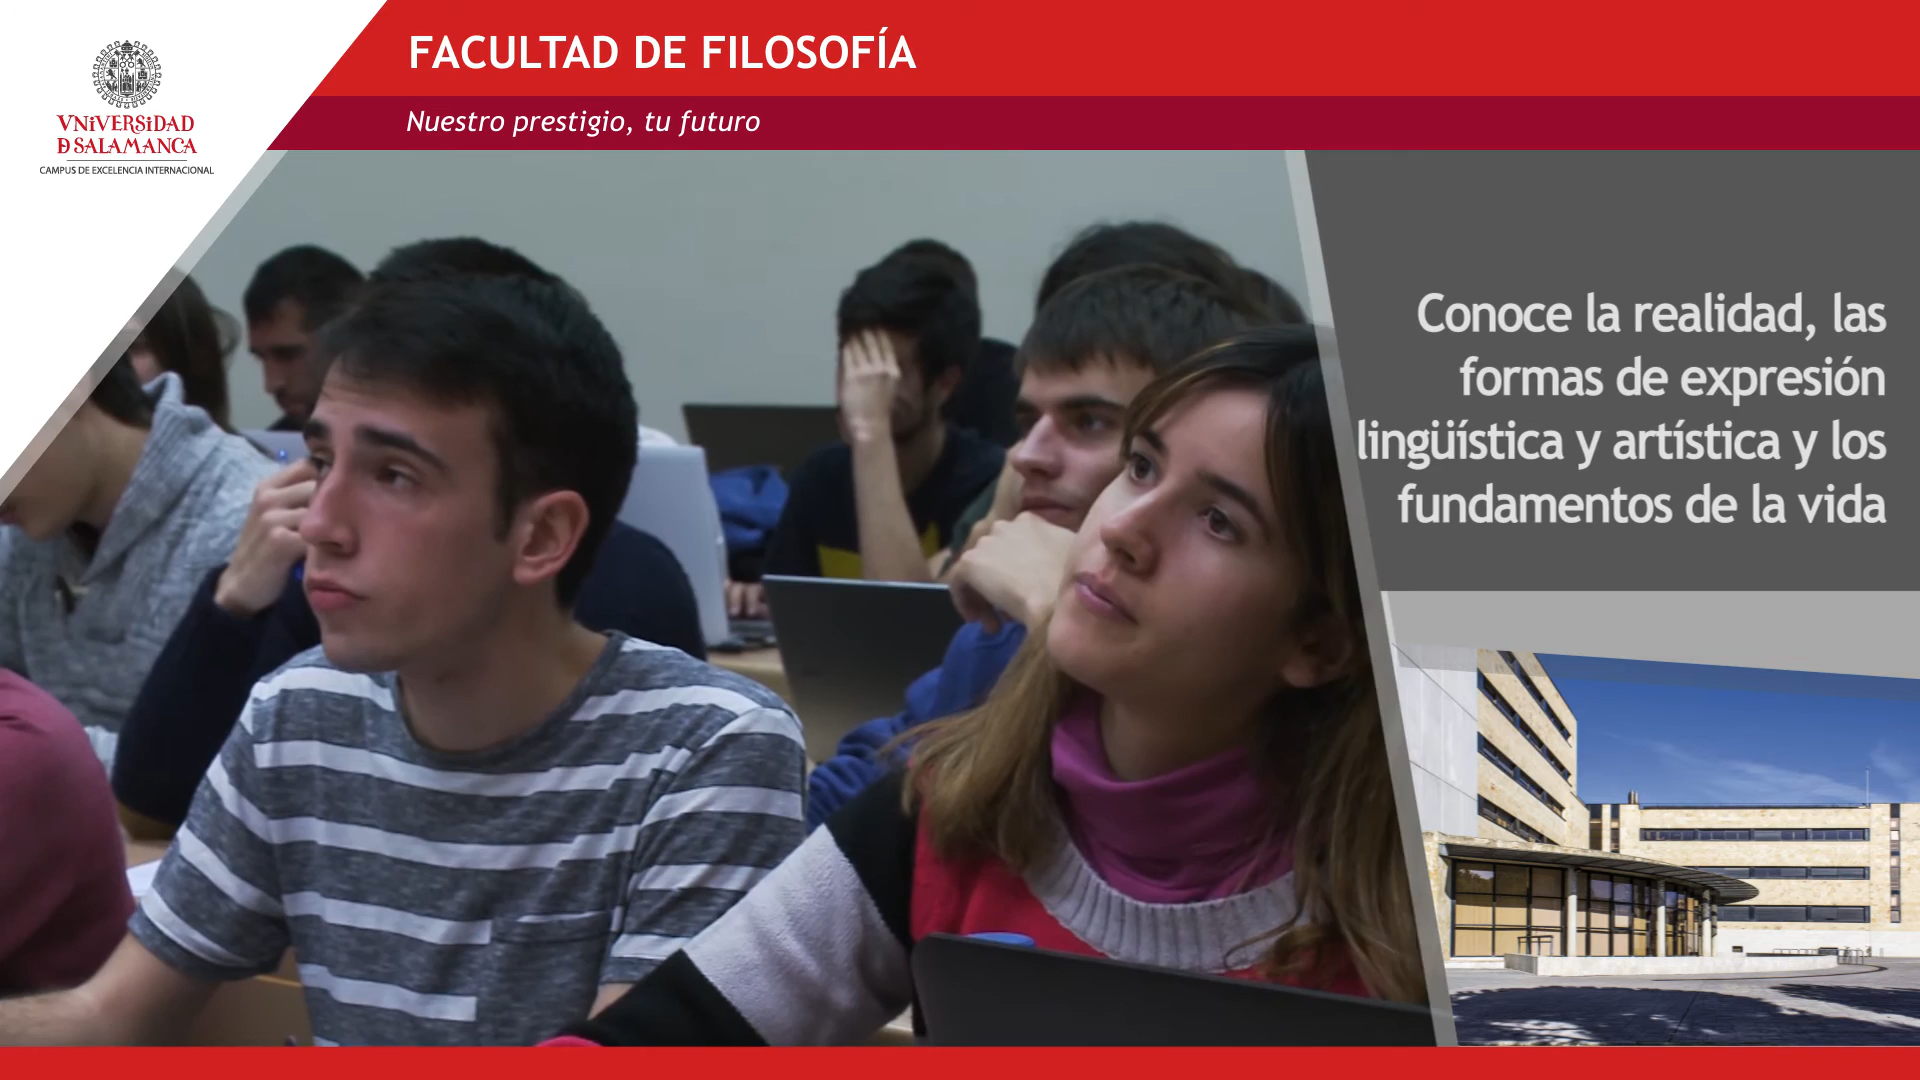 FACULTAD DE FILOSOFÍA
Nuestro prestigio, tu futuro
VNiVERSiDAD
D SALAMANCA
CAMPUS DE EXCELENCIA INTERNACIONAL
Conoce la realidad, las
formas de expresión
lingüística y artística y los
fundamentos de la vida